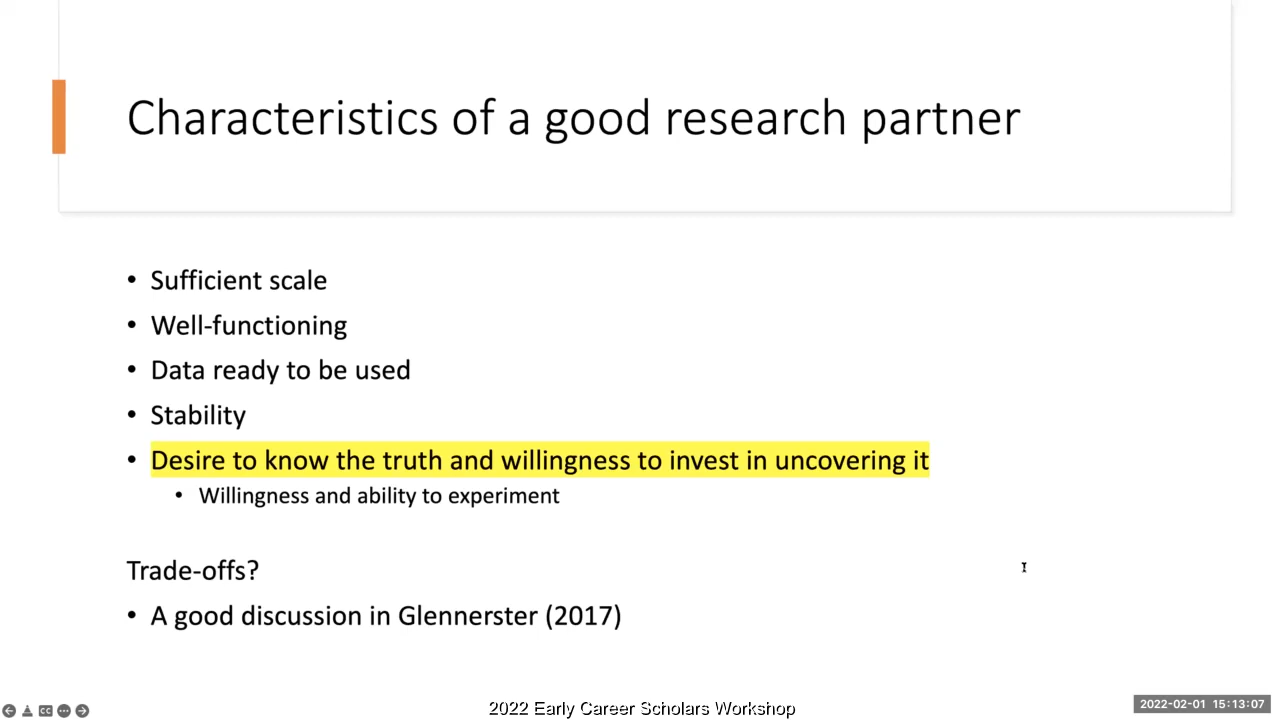 Characteristics of a good research partner
• Sufficient scale
• Well-functioning
• Data ready to be used
• Stability
• Desire to know the truth and willingness to invest in uncovering it
• Willingness and ability to experiment
Trade-offs?
• A good discussion in Glennerster (2017)
CC
2022 Early Career Scholars Workshop
2022-02-01 15:13:07